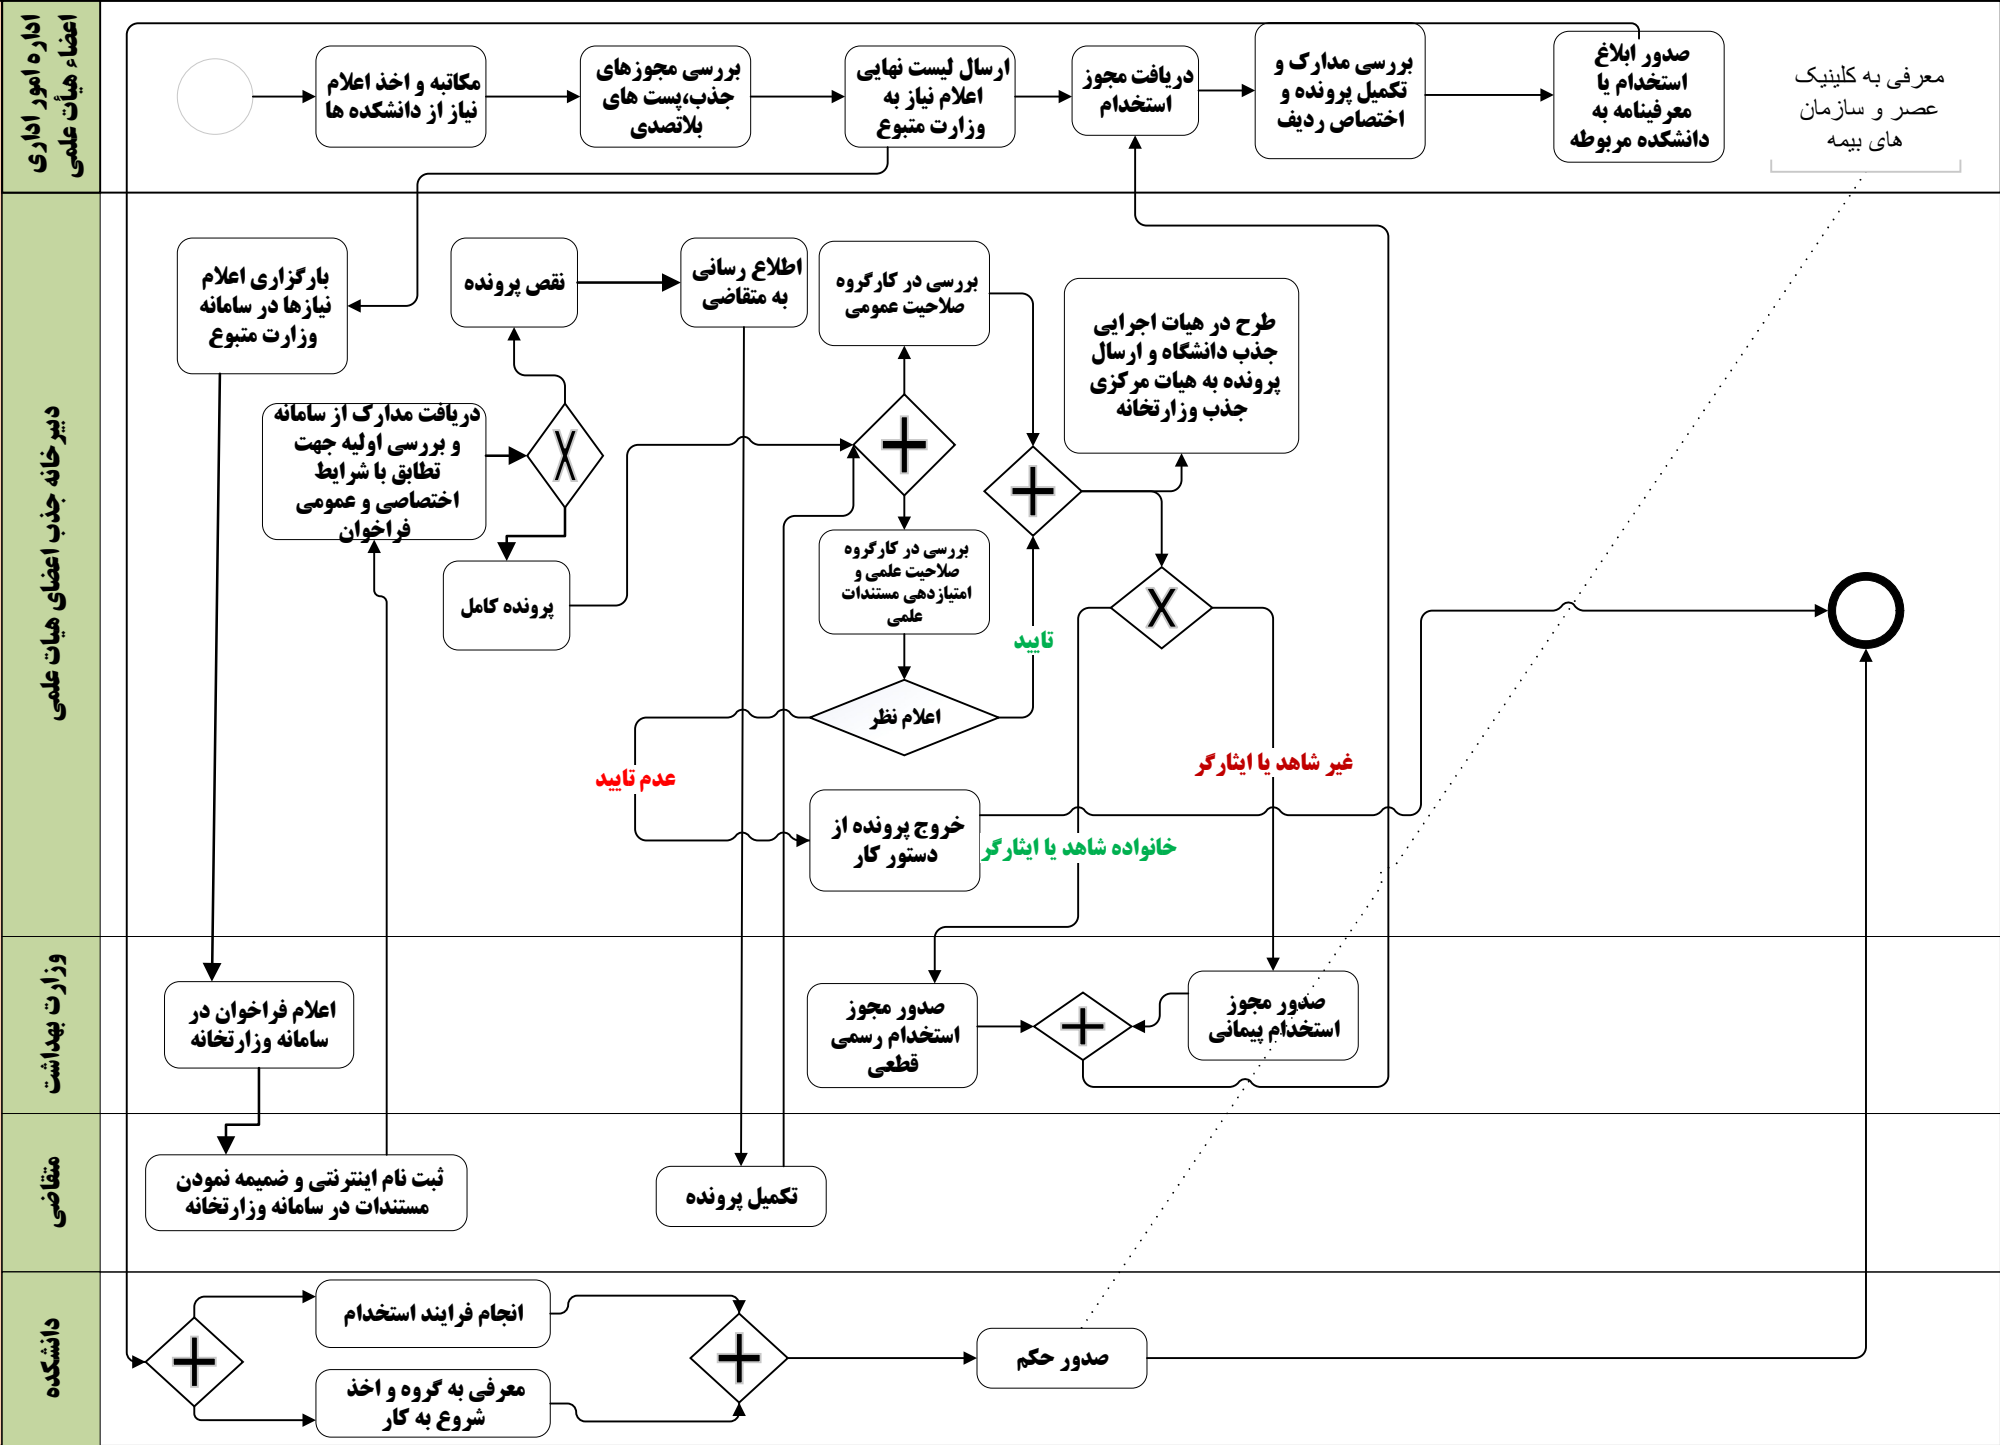 اداره امور اداری
اعضاء هیأت علمی
مکاتبه و اخذ اعلام
نیاز از دانشکده ها
بررسی مجوزهای
جذب،پست های
بلاتصدی
ارسال لیست نهایی
اعلام نیاز به
وزارت متبوع
دریافت مجوز
استخدام
بررسی مدارک و
تکمیل پرونده و
اختصاص ردیف
صدور ابلاغ
استخدام یا
معرفینامه به
دانشکده مربوطه
معرفی به کلینیک
عصر و سازمان
های بیمه
دبیرخانه جذب اعضای هیات علمی
بارگزاری اعلام
نیازها در سامانه
وزارت متبوع
نقص پرونده
اطلاع رسانی
به متقاضی
بررسی در کارگروه
صلاحیت عمومی
طرح در هیات اجرایی
جذب دانشگاه و ارسال
پرونده به هیات مرکزی
جذب وزارتخانه
دریافت مدارک از سامانه
و بررسی اولیه جهت
تطابق با شرایط
اختصاصی و عمومی
فراخوان
پرونده کامل
بررسی در کارگروه
صلاحیت علمی و
امتیازدهی مستندات
علمی
تایید
اعلام نظر
عدم تایید
غیر شاهد یا ایثارگر
خروج پرونده از
دستور کار
خانواده شاهد یا ایثارگر
وزارت بهداشت
اعلام فراخوان در
سامانه وزارتخانه
صدور مجوز
استخدام رسمی
قطعی
صدور مجوز
استخدام پیمانی
متقاضی
ثبت نام اینترنتی و ضمیمه نمودن
مستندات در سامانه وزارتخانه
تکمیل پرونده
دانشکده
انجام فرایند استخدام
معرفی به گروه و اخذ
شروع به کار
صدور حکم